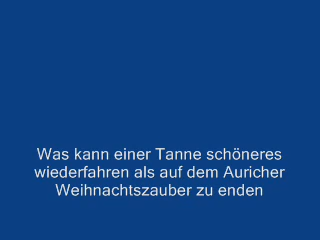 Was kann einer Tanne schöneres
wiederfahren als auf dem Auricher
Weihnachtszauber zu enden